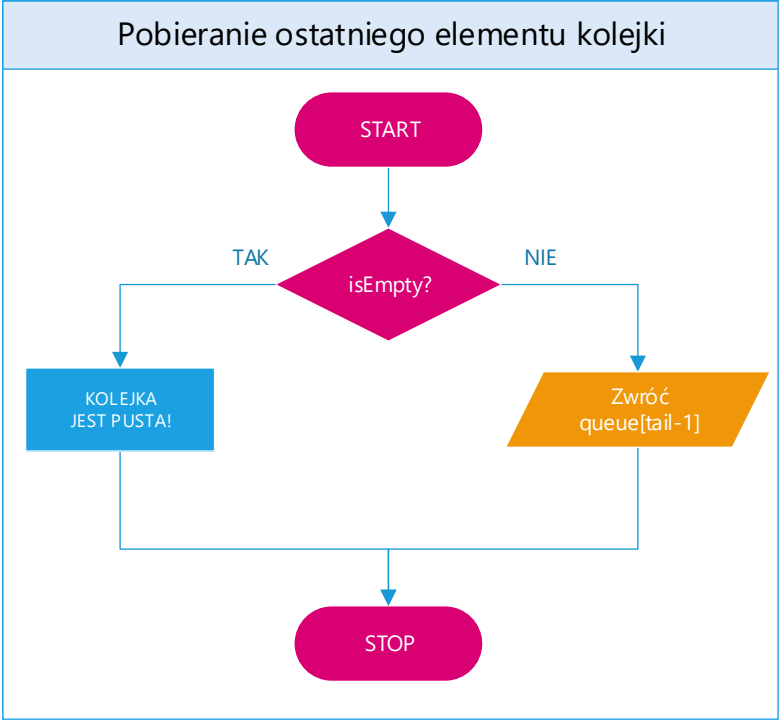 Pobieranie ostatniego elementu kolejki
START
TAK
NIE
isEmpty?
KOLEJKA
JEST PUSTA!
Zwróć
queue[tail-1]
STOP